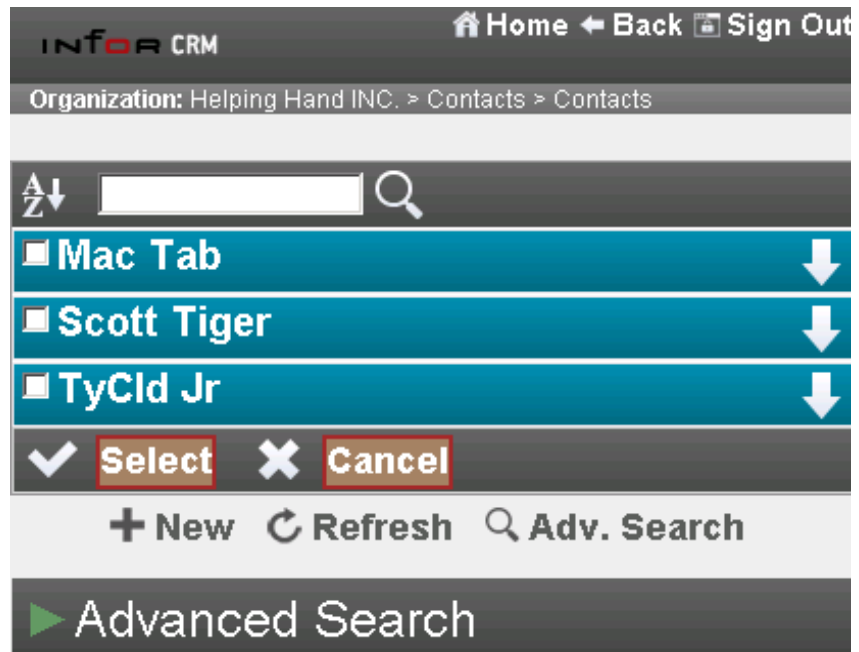 Infor CRM Home Back Sign Out
Organization: Helping Hand INC. > Contacts > Contacts
A
Z
Mac Tab
Scott Tiger
TyCld Jr
Select Cancel
New Refresh Adv. Search
Advanced Search